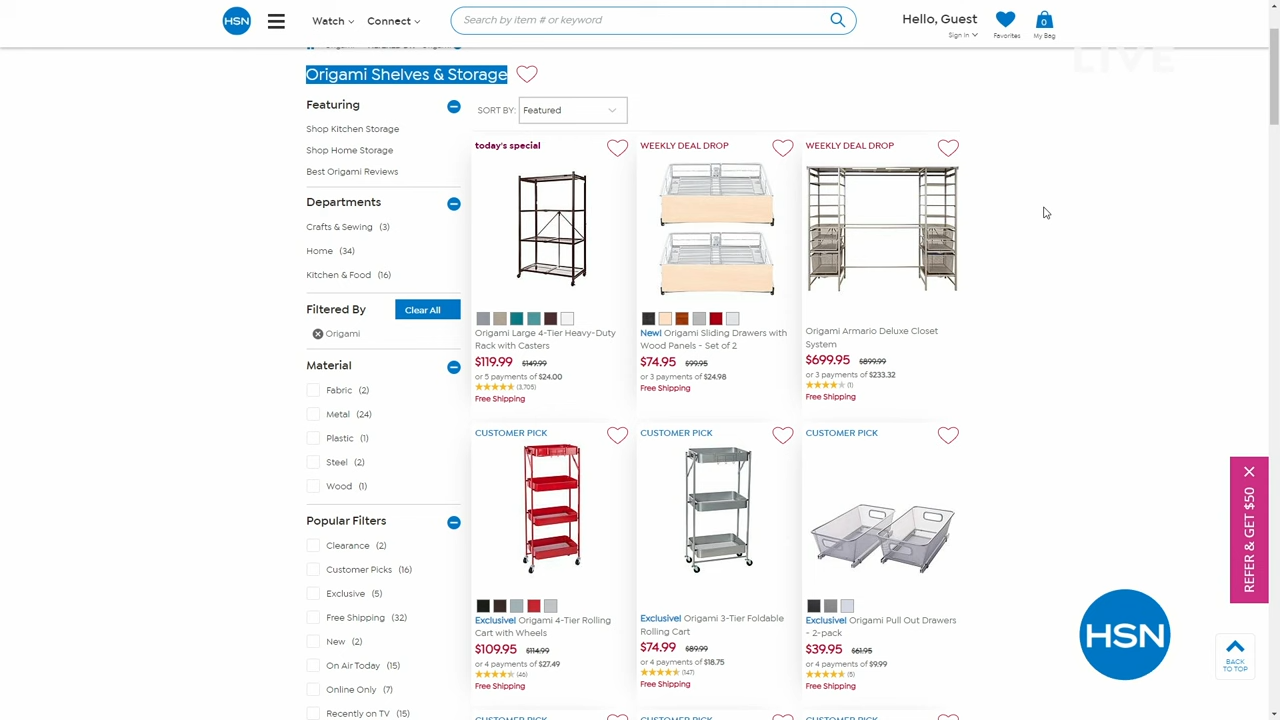 HSN
Watch
Connect
Search by item # or keyword
Hello, Guest
Sign In
Favorites
0
My Bag
LIVE
Origami Shelves & Storage
Featuring
Shop Kitchen Storage
Shop Home Storage
Best Origami Reviews
Departments
Crafts & Sewing (3)
Home (34)
Kitchen & Food (16)
Filtered By
Clear All
Origami
Material
Fabric (2)
Metal (24)
Plastic (1)
Steel (2)
Wood (1)
Popular Filters
Clearance (2)
Customer Picks (16)
Exclusive (5)
Free Shipping (32)
New (2)
On Air Today (15)
Online Only (7)
Recently on TV (15)
SORT BY: Featured
today's special
Origami Large 4-Tier Heavy-Duty
Rack with Casters
$119.99 $149.99
or 5 payments of $24.00
(3,705)
Free Shipping
WEEKLY DEAL DROP
New! Origami Sliding Drawers with
Wood Panels - Set of 2
$74.95 $99.95
or 3 payments of $24.98
Free Shipping
WEEKLY DEAL DROP
Origami Armario Deluxe Closet
System
$699.95 $899.99
or 3 payments of $233.32
(1)
Free Shipping
CUSTOMER PICK
Exclusive! Origami 4-Tier Rolling
Cart with Wheels
$109.95 $114.99
or 4 payments of $27.49
(46)
Free Shipping
CUSTOMER PICK
Exclusive! Origami 3-Tier Foldable
Rolling Cart
$74.99 $89.99
or 4 payments of $18.75
(147)
Free Shipping
CUSTOMER PICK
Exclusive! Origami Pull Out Drawers
- 2-pack
$39.95 $61.95
or 4 payments of $9.99
(5)
Free Shipping
REFER & GET $50
HSN
BACK
TO TOP